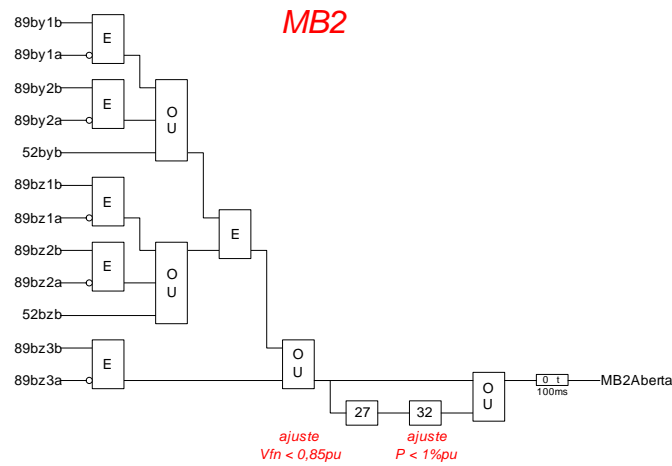 MB2
89by1b
E
89by1a
89by2b
E
O
U
89by2a
52byb
89bz1b
E
89bz1a
E
89bz2b
E
O
U
89bz2a
52bzb
89bz3b
E
O
U
89bz3a
O
U
0 t
MB2Aberta
100ms
27
32
ajuste
Vfn < 0,85pu
ajuste
P < 1%pu